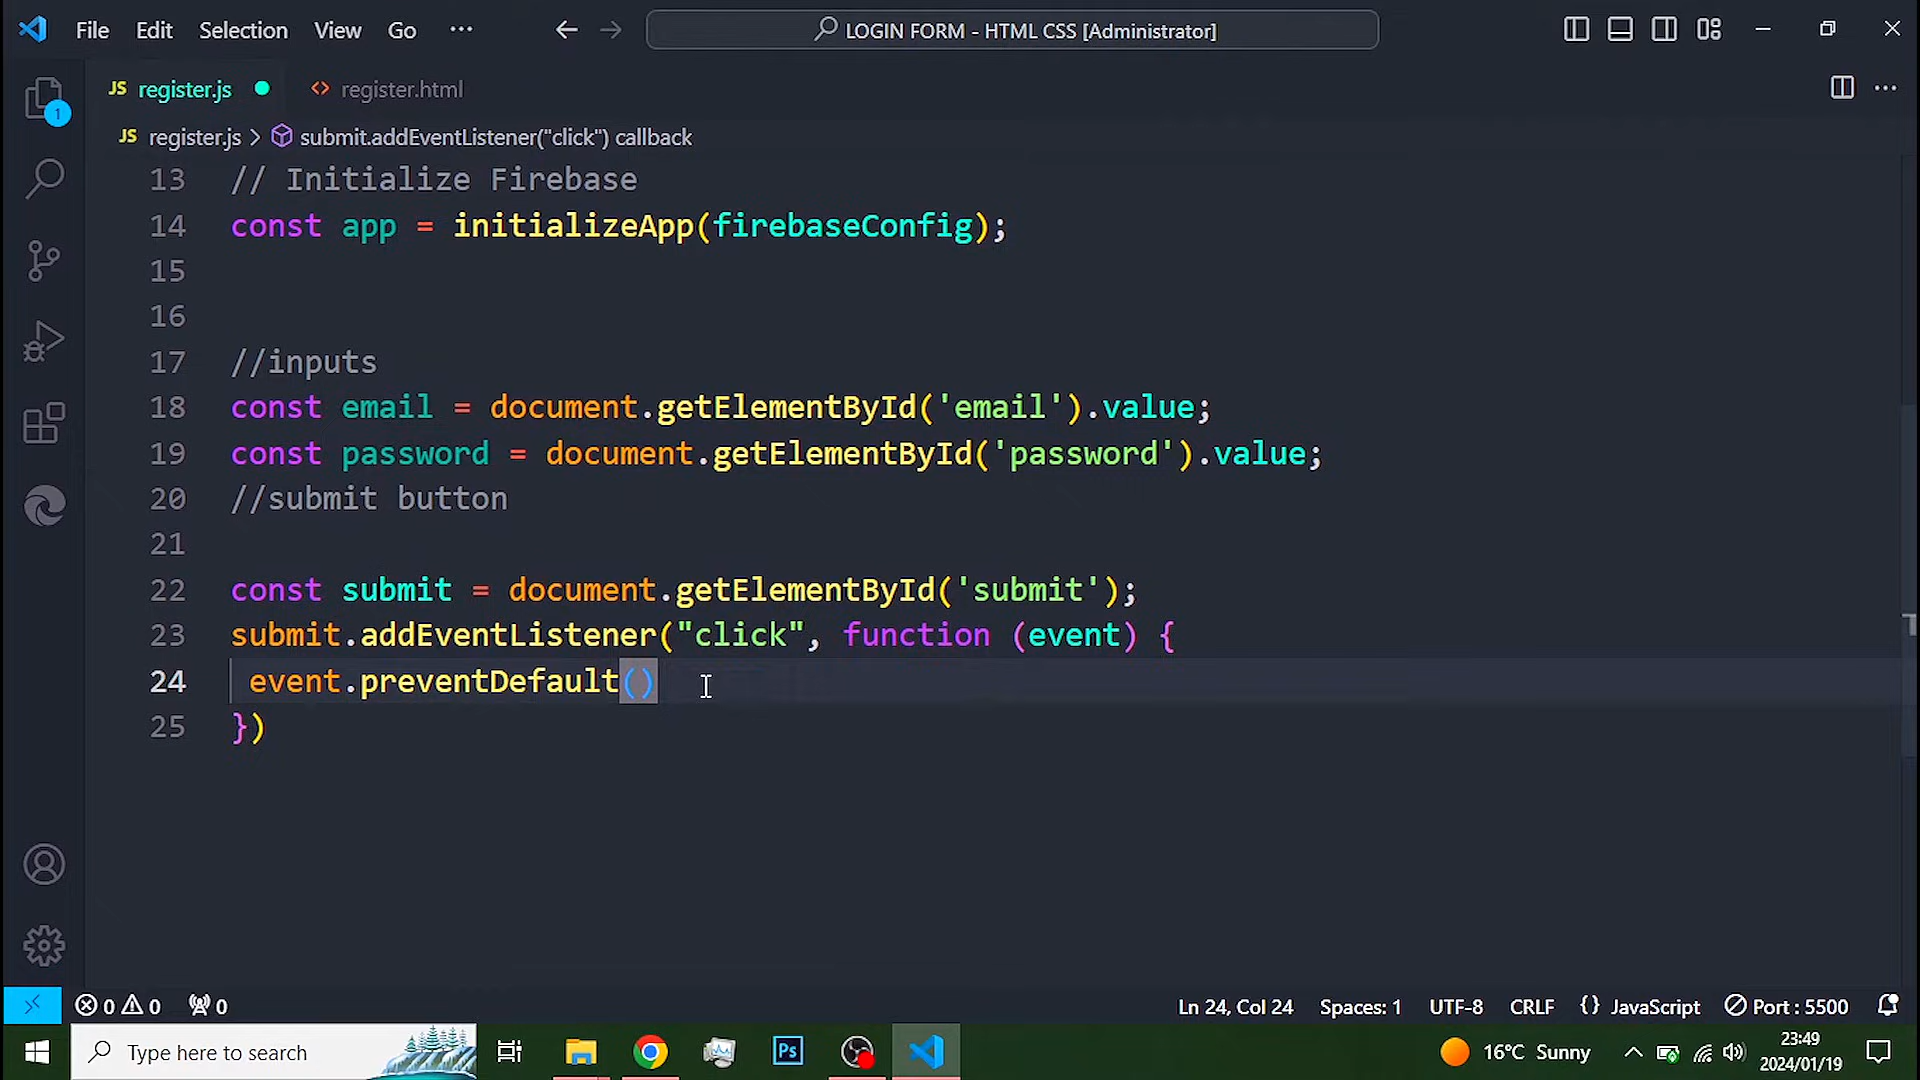 File Edit Selection View Go ··· LOGIN FORM - HTML CSS [Administrator]
JS register.js register.html
1
JS register.js > submit.addEventListener("click") callback
13 // Initialize Firebase
14 const app = initializeApp(firebaseConfig);
15
16
17 //inputs
18 const email = document.getElementById('email').value;
19 const password = document.getElementById('password').value;
20 //submit button
21
22 const submit = document.getElementById('submit');
23 submit.addEventListener("click", function (event) {
24 event.preventDefault()
25 })
0 0 0 Ln 24, Col 24 Spaces: 1 UTF-8 CRLF {} JavaScript Port : 5500
Type here to search Ps 16°C Sunny 23:49
2024/01/19